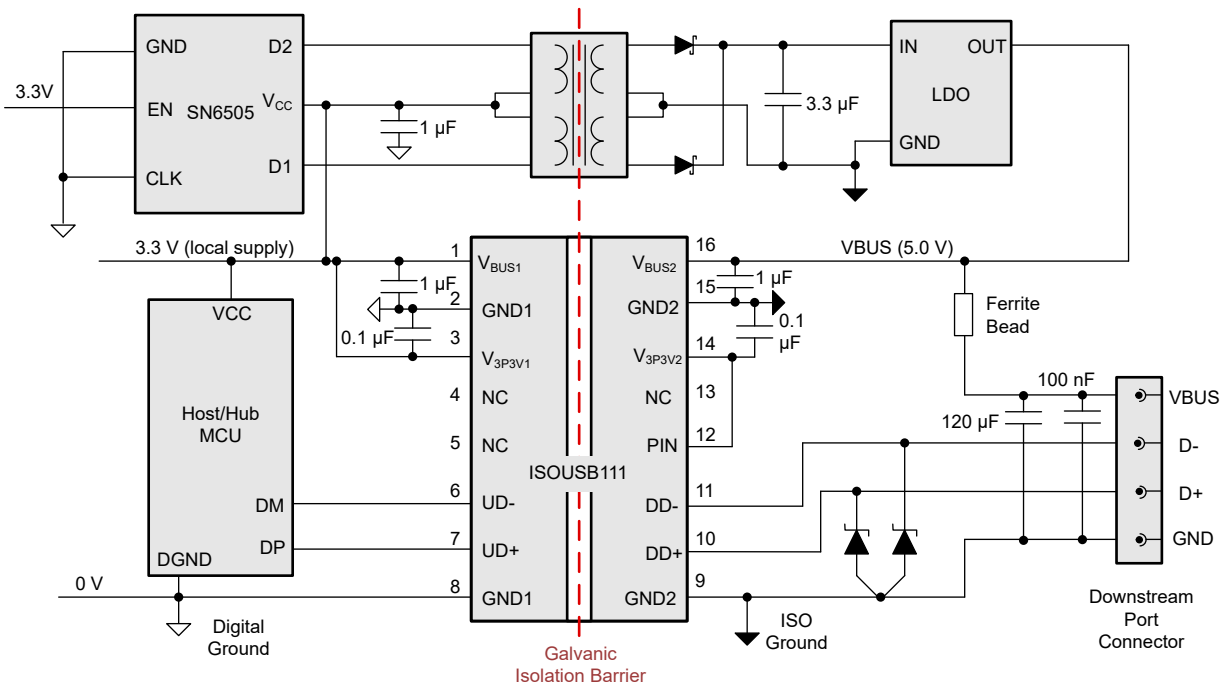 GND
D2
3.3V
EN
SN6505
VCC
CLK
D1
1 µF
3.3 µF
IN
OUT
LDO
GND
3.3 V (local supply)
1
VBUS1
1 µF
2
GND1
0.1 µF
3
V3P3V1
4
NC
5
NC
6
UD-
7
UD+
8
GND1
ISOUSB111
16
VBUS2
VBUS (5.0 V)
1 µF
15
GND2
0.1
µF
14
V3P3V2
13
NC
12
PIN
11
DD-
10
DD+
9
GND2
VCC
Host/Hub
MCU
DM
DP
DGND
0 V
Digital
Ground
Galvanic
Isolation Barrier
ISO
Ground
Ferrite
Bead
100 nF
120 µF
VBUS
D-
D+
GND
Downstream
Port
Connector